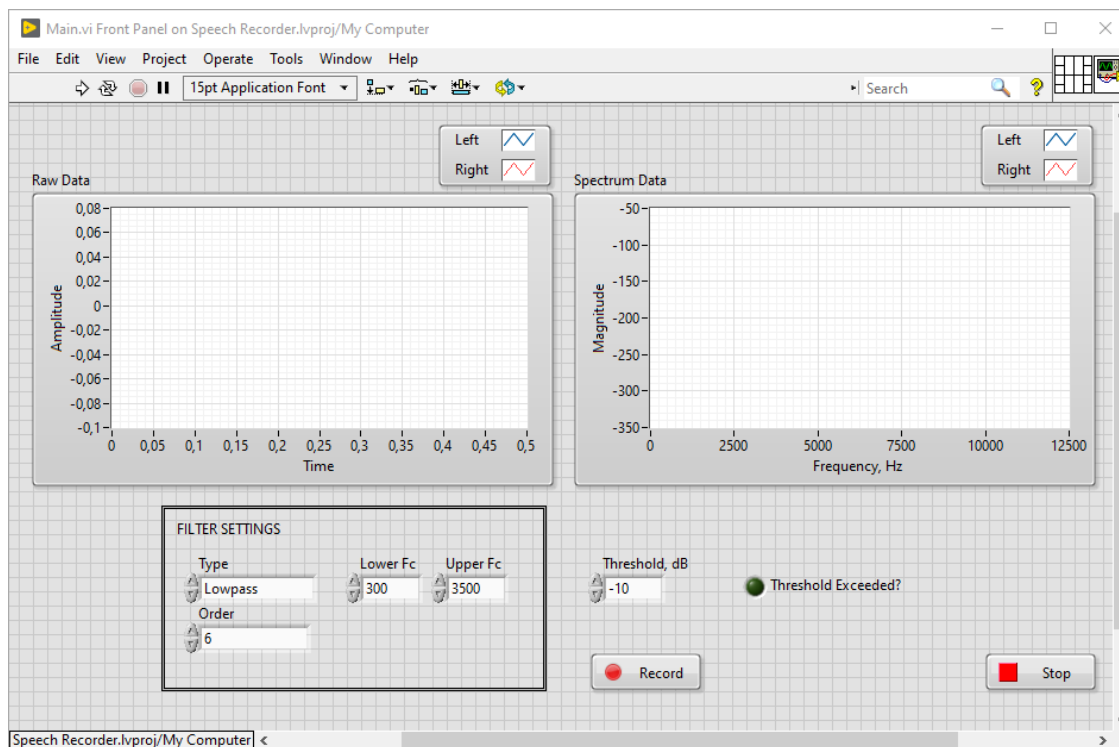 Main.vi Front Panel on Speech Recorder.lvproj/My Computer
File Edit View Project Operate Tools Window Help
15pt Application Font
Search
Left
Right
Raw Data
0,08
0,06
0,04
0,02
0
-0,02
-0,04
-0,06
-0,08
-0,1
Amplitude
0 0,05 0,1 0,15 0,2 0,25 0,3 0,35 0,4 0,45 0,5
Time
Left
Right
Spectrum Data
-50
-100
-150
-200
-250
-300
-350
Magnitude
0 2500 5000 7500 10000 12500
Frequency, Hz
FILTER SETTINGS
Type Lower Fc Upper Fc
Lowpass 300 3500
Order
6
Threshold, dB
-10
Threshold Exceeded?
Record
Stop
Speech Recorder.lvproj/My Computer